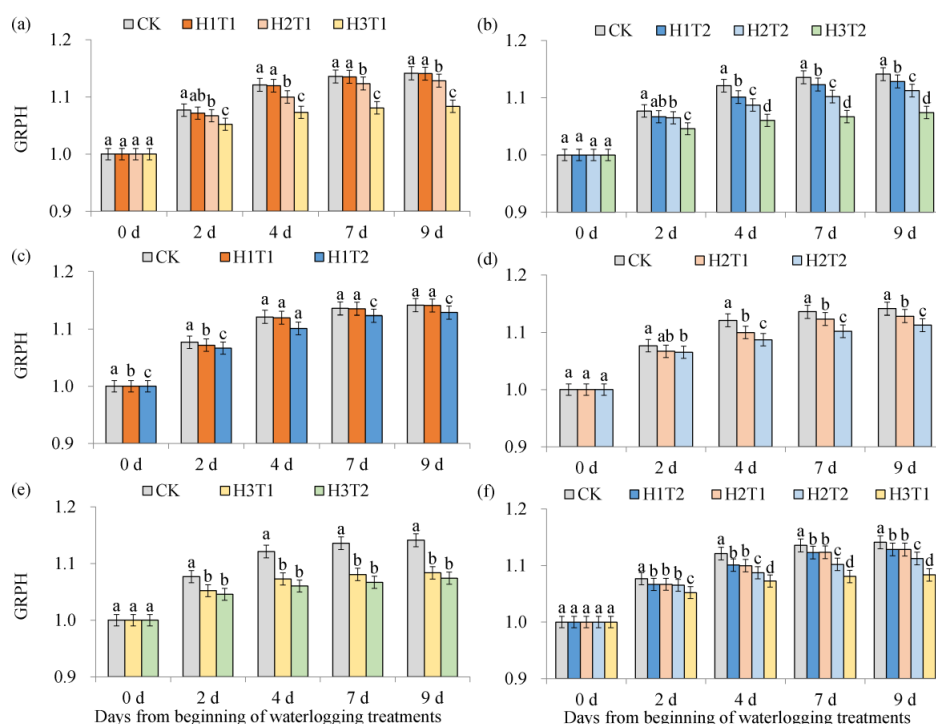 (a) CK H1T1 H2T1 H3T1
1.2
1.1
1.0
0.9
GRPH
a a a a
a ab b c
a a b c
a a b c
a a b c
0 d 2 d 4 d 7 d 9 d
(b) CK H1T2 H2T2 H3T2
1.2
1.1
1.0
0.9
a a a a
a ab b c
a b c d
a b c d
a b c d
0 d 2 d 4 d 7 d 9 d
(c) CK H1T1 H1T2
1.2
1.1
1.0
0.9
GRPH
a b c
a b c
a a a
a a c
a a c
0 d 2 d 4 d 7 d 9 d
(d) CK H2T1 H2T2
1.2
1.1
1.0
0.9
a a a
a ab b
a b c
a b c
a b c
0 d 2 d 4 d 7 d 9 d
(e) CK H3T1 H3T2
1.2
1.1
1.0
0.9
GRPH
a a a
a b b
a b b
a b b
a b b
0 d 2 d 4 d 7 d 9 d
Days from beginning of waterlogging treatments
(f) CK H1T2 H2T1 H2T2 H3T1
1.2
1.1
1.0
0.9
a a a a a
a b b b c
a b b c d
a b b c d
a b b c d
0 d 2 d 4 d 7 d 9 d
Days from beginning of waterlogging treatments